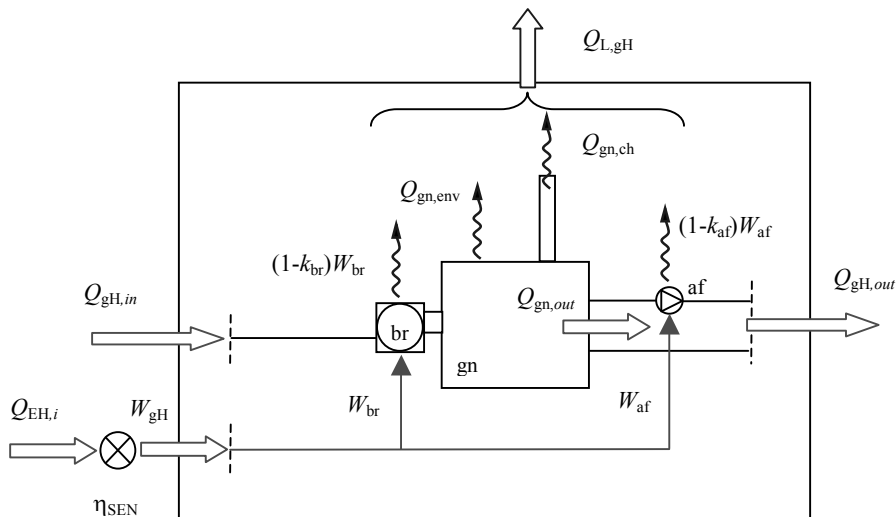 Q_L,gH
Q_gn,ch
Q_gn,env
(1-k_br)W_br
(1-k_af)W_af
Q_gH,in
Q_gn,out
af
Q_gH,out
br
gn
Q_EH,i
W_gH
W_br
W_af
η_SEN